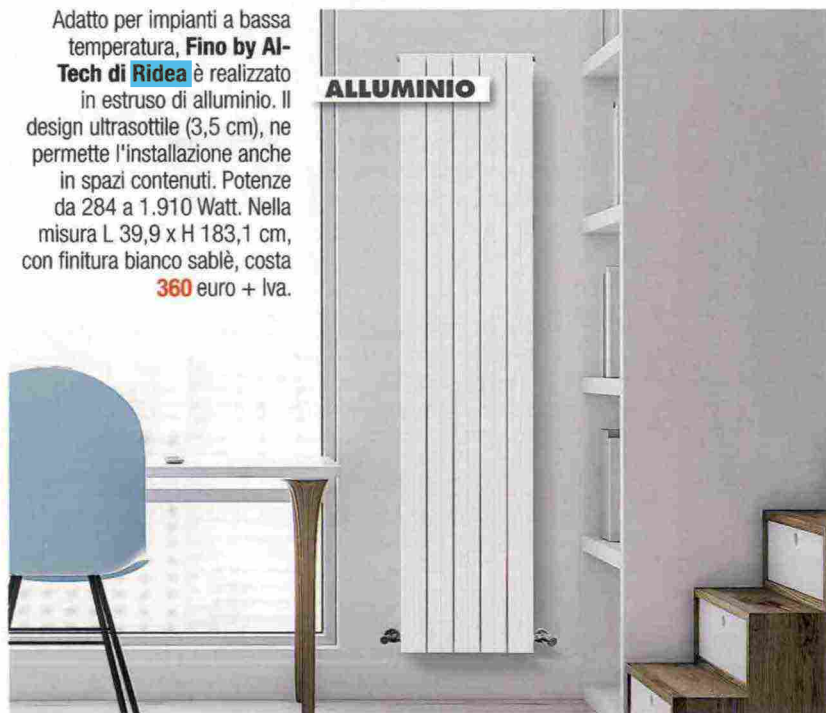 Adatto per impianti a bassa
temperatura, Fino by Al-
Tech di Ridea è realizzato
in estruso di alluminio. Il
design ultrasottile (3,5 cm), ne
permette l'installazione anche
in spazi contenuti. Potenze
da 284 a 1.910 Watt. Nella
misura L 39,9 x H 183,1 cm,
con finitura bianco sablè, costa
360 euro + Iva.
ALLUMINIO